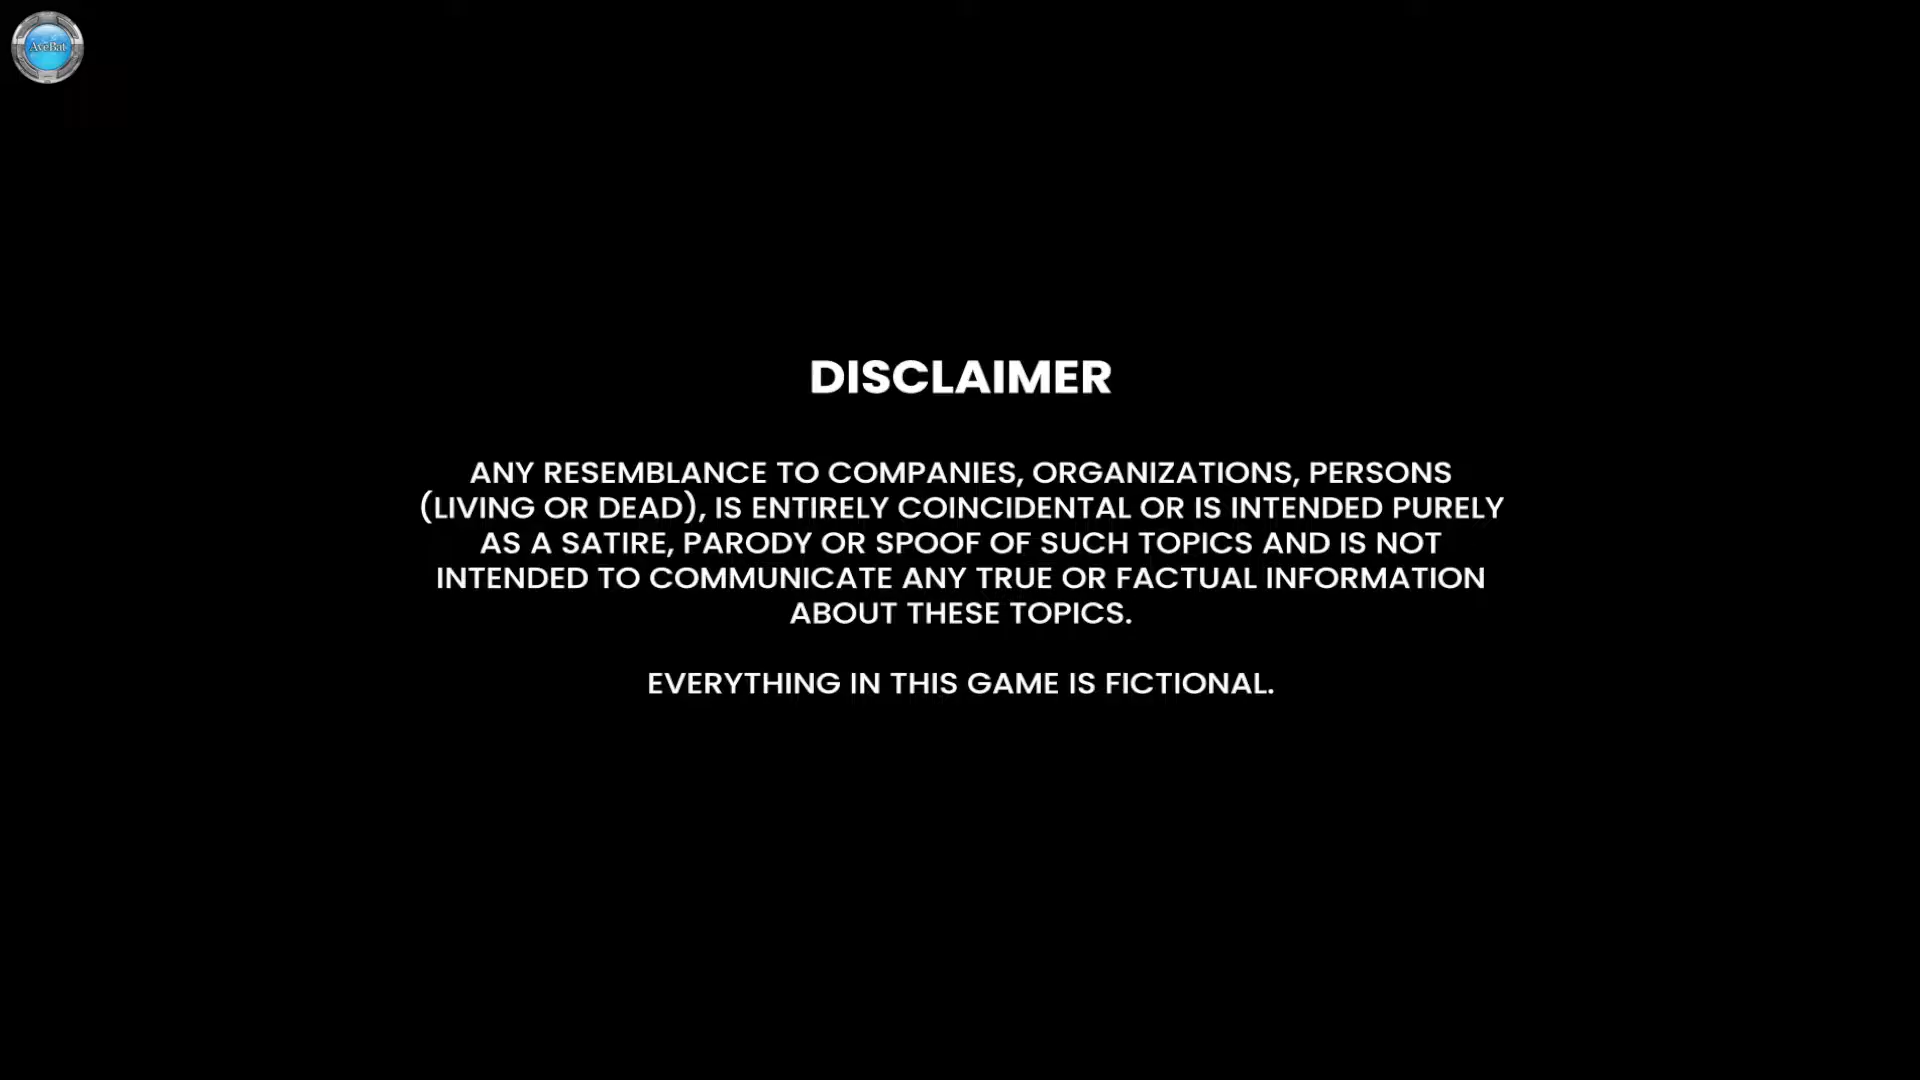 AveBat
DISCLAIMER
ANY RESEMBLANCE TO COMPANIES, ORGANIZATIONS, PERSONS
(LIVING OR DEAD), IS ENTIRELY COINCIDENTAL OR IS INTENDED PURELY
AS A SATIRE, PARODY OR SPOOF OF SUCH TOPICS AND IS NOT
INTENDED TO COMMUNICATE ANY TRUE OR FACTUAL INFORMATION
ABOUT THESE TOPICS.
EVERYTHING IN THIS GAME IS FICTIONAL.